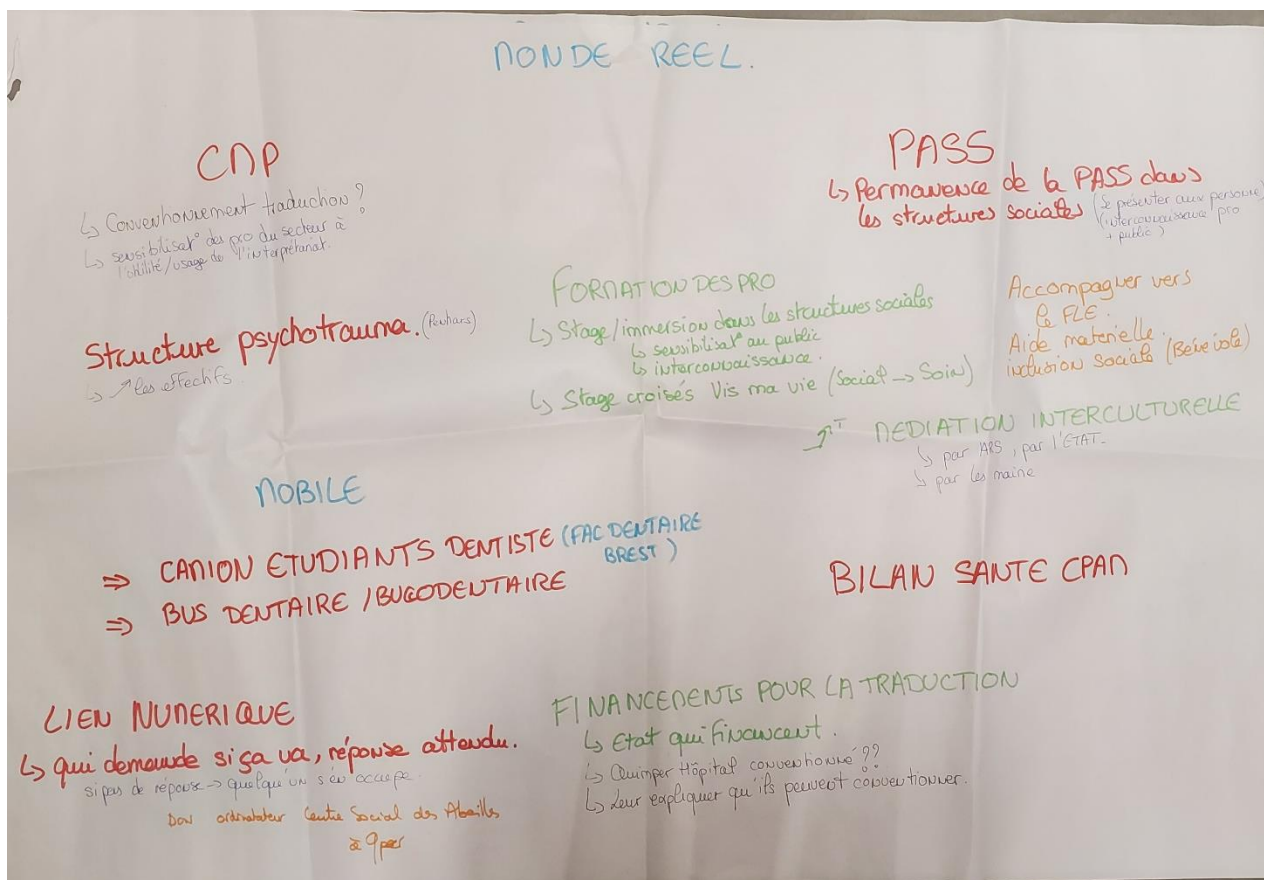 MONDE REEL.
CMP
↳ Conventionnement traduction ?
↳ sensibilisat° des pro du secteur à
l'utilité/usage de l'interprétariat.
Structure psychotrauma. (Penhars)
↳ ↗ les effectifs.
PASS
↳ Permanence de la PASS dans
les structures sociales (Se présenter aux personne)
(interconnaissance pro
+ public)
FORMATION DES PRO
↳ Stage/immersion dans les structures sociales
↳ sensibilisat° au public
↳ interconnaissance.
↳ Stage croisés Vis ma vie (Social → Soin)
Accompagner vers
le FLE.
Aide materielle.
inclusion sociale (Bénévole)
↗ MEDIATION INTERCULTURELLE
↳ par ARS, par l'ETAT.
↳ par les mairie
MOBILE
⇒ CAMION ETUDIANTS DENTISTE (FAC DENTAIRE
BREST)
⇒ BUS DENTAIRE / BUCODENTAIRE
BILAN SANTE CPAM
LIEN NUMERIQUE
↳ qui demande si ça va, réponse attendu.
si pas de réponse → quelqu'un s'en occupe.
Don ordinatateur Centre Social des Abeilles
à Qper
FINANCEMENTS POUR LA TRADUCTION
↳ Etat qui financent.
↳ Quimper Hôpital conventionné ??
↳ Leur expliquer qu'ils peuvent conventionner.